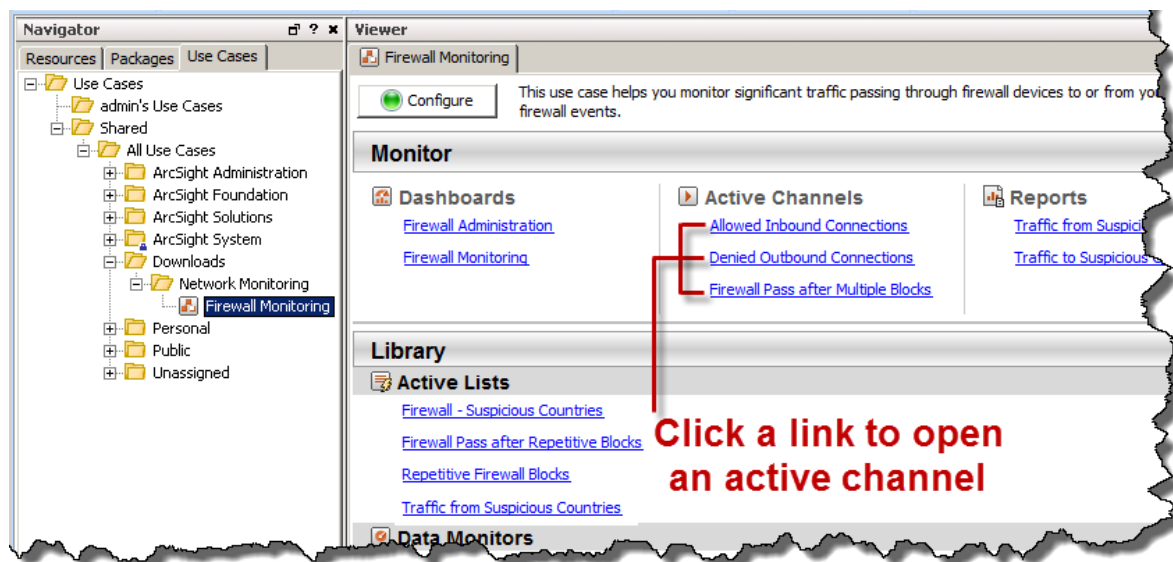 Navigator
Resources Packages Use Cases
Use Cases
admin's Use Cases
Shared
All Use Cases
ArcSight Administration
ArcSight Foundation
ArcSight Solutions
ArcSight System
Downloads
Network Monitoring
Firewall Monitoring
Personal
Public
Unassigned
Viewer
Firewall Monitoring
Configure
This use case helps you monitor significant traffic passing through firewall devices to or from
firewall events.
Monitor
Dashboards
Firewall Administration
Firewall Monitoring
Active Channels
Allowed Inbound Connections
Denied Outbound Connections
Firewall Pass after Multiple Blocks
Reports
Traffic from
Traffic to Suspicious
Library
Active Lists
Firewall - Suspicious Countries
Firewall Pass after Repetitive Blocks
Repetitive Firewall Blocks
Traffic from Suspicious Countries
Click a link to open
an active channel
Data Monitors